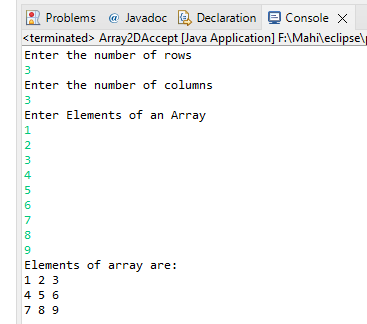 Problems @ Javadoc Declaration Console
<terminated> Array2DAccept [Java Application] F:\Mahi\eclipse\
Enter the number of rows
3
Enter the number of columns
3
Enter Elements of an Array
1
2
3
4
5
6
7
8
9
Elements of array are:
1 2 3
4 5 6
7 8 9